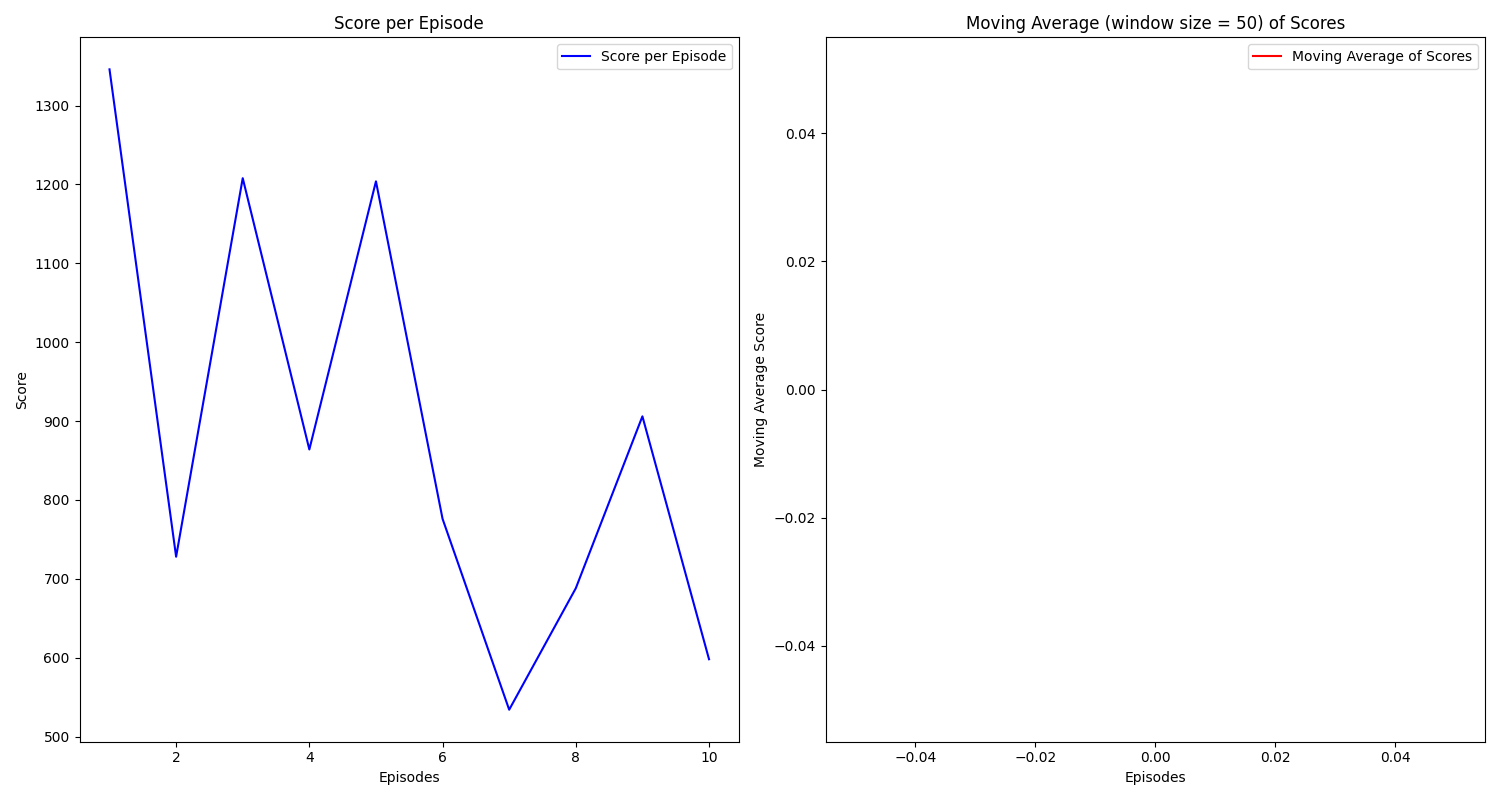 Score per Episode
Score per Episode
1300
1200
1100
1000
900
800
700
600
500
Score
2 4 6 8 10
Episodes
Moving Average (window size = 50) of Scores
Moving Average of Scores
0.04
0.02
0.00
−0.02
−0.04
Moving Average Score
−0.04 −0.02 0.00 0.02 0.04
Episodes